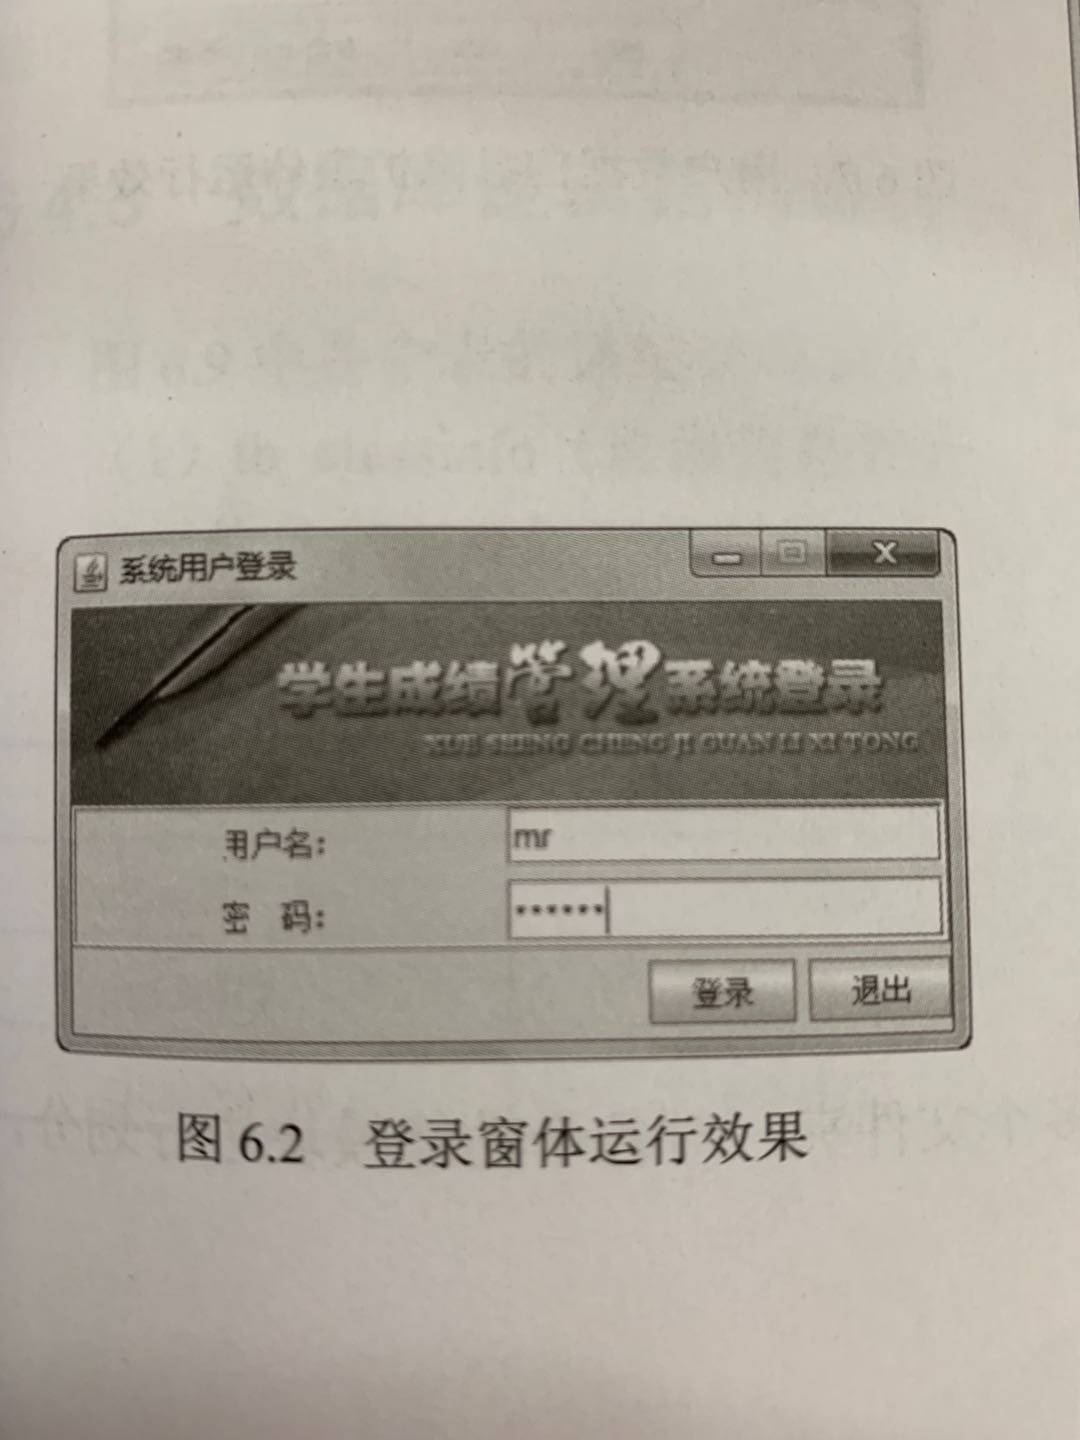 系统用户登录
学生成绩管理系统登录
XUE SHENG CHENG JI GUAN LI XI TONG
用户名：
mr
密 码：
******
登录 退出
图 6.2 登录窗体运行效果